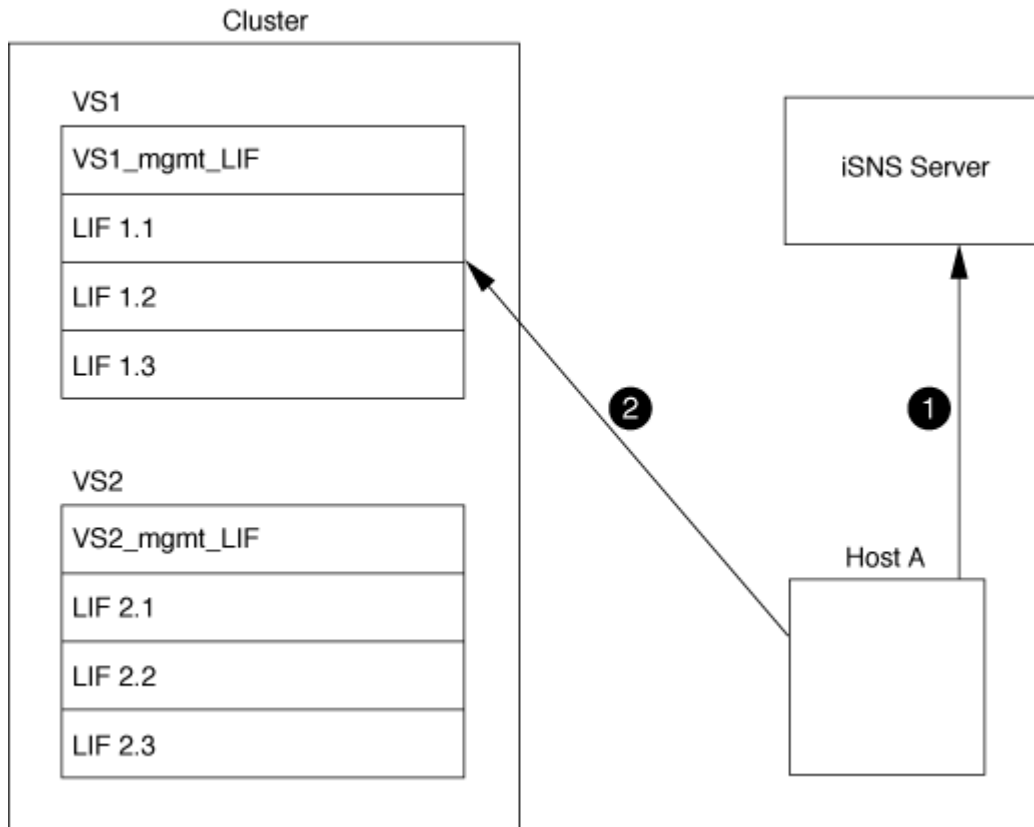 Cluster
VS1
VS1_mgmt_LIF
LIF 1.1
LIF 1.2
LIF 1.3
VS2
VS2_mgmt_LIF
LIF 2.1
LIF 2.2
LIF 2.3
iSNS Server
2
1
Host A